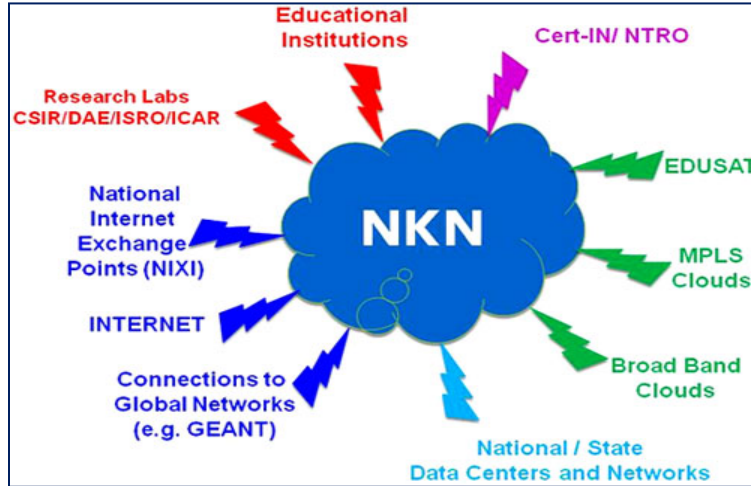 Educational
Institutions
Cert-IN/ NTRO
Research Labs
CSIR/DAE/ISRO/ICAR
EDUSAT
National
Internet
Exchange
Points (NIXI)
NKN
MPLS
Clouds
INTERNET
Broad Band
Clouds
Connections to
Global Networks
(e.g. GEANT)
National / State
Data Centers and Networks